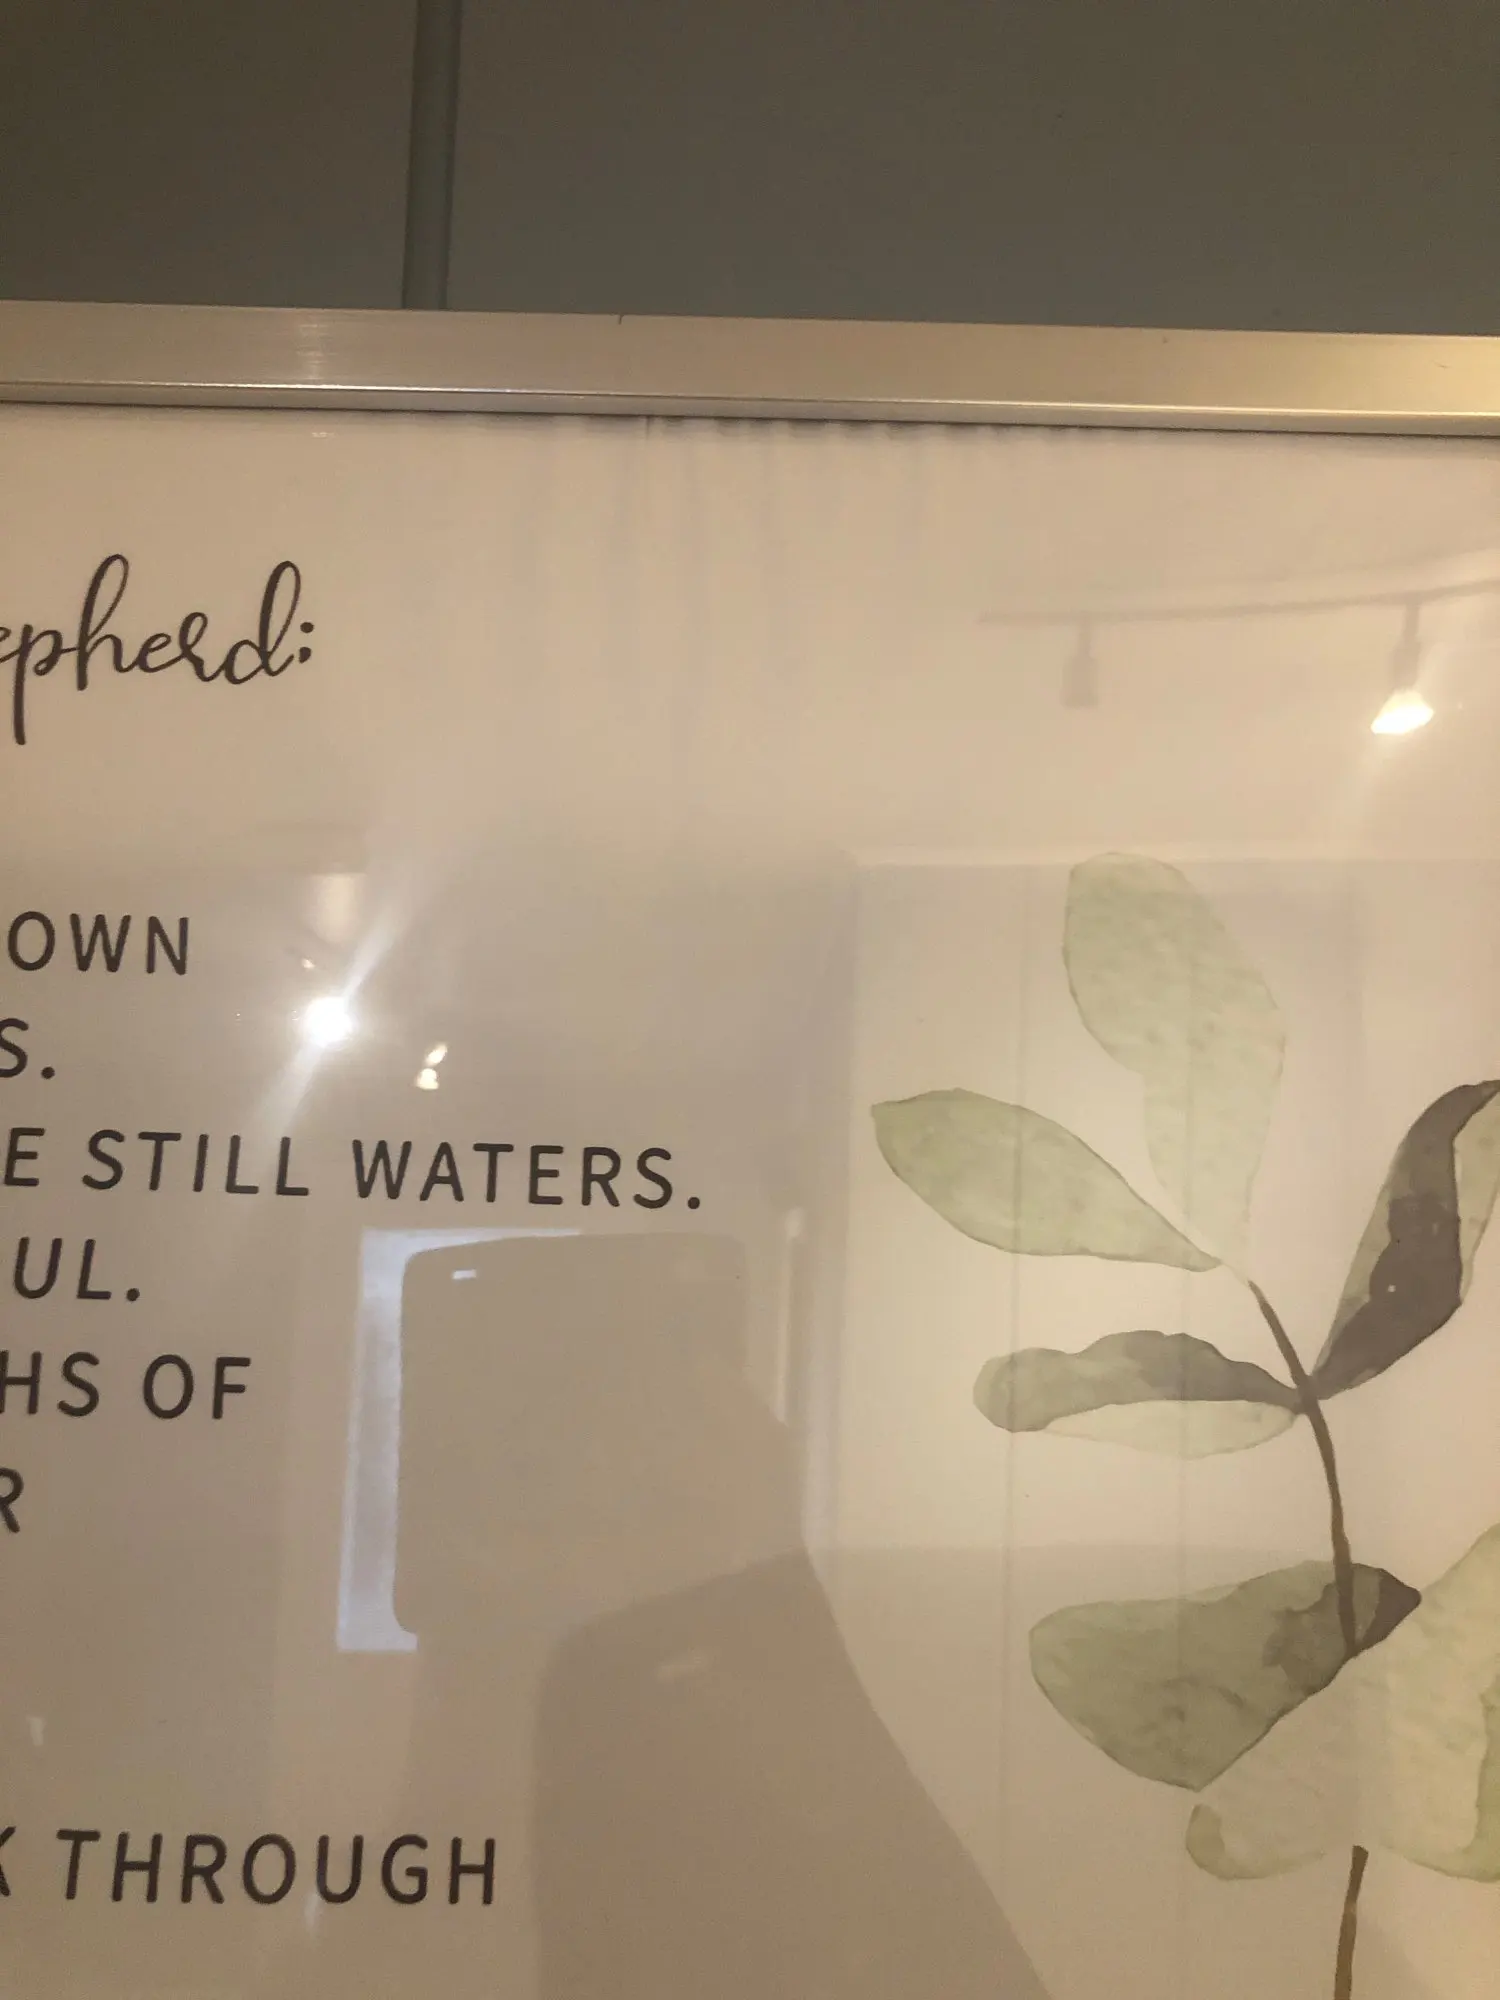 epherd:
OWN
S.
E STILL WATERS.
UL.
HS OF
R
K THROUGH